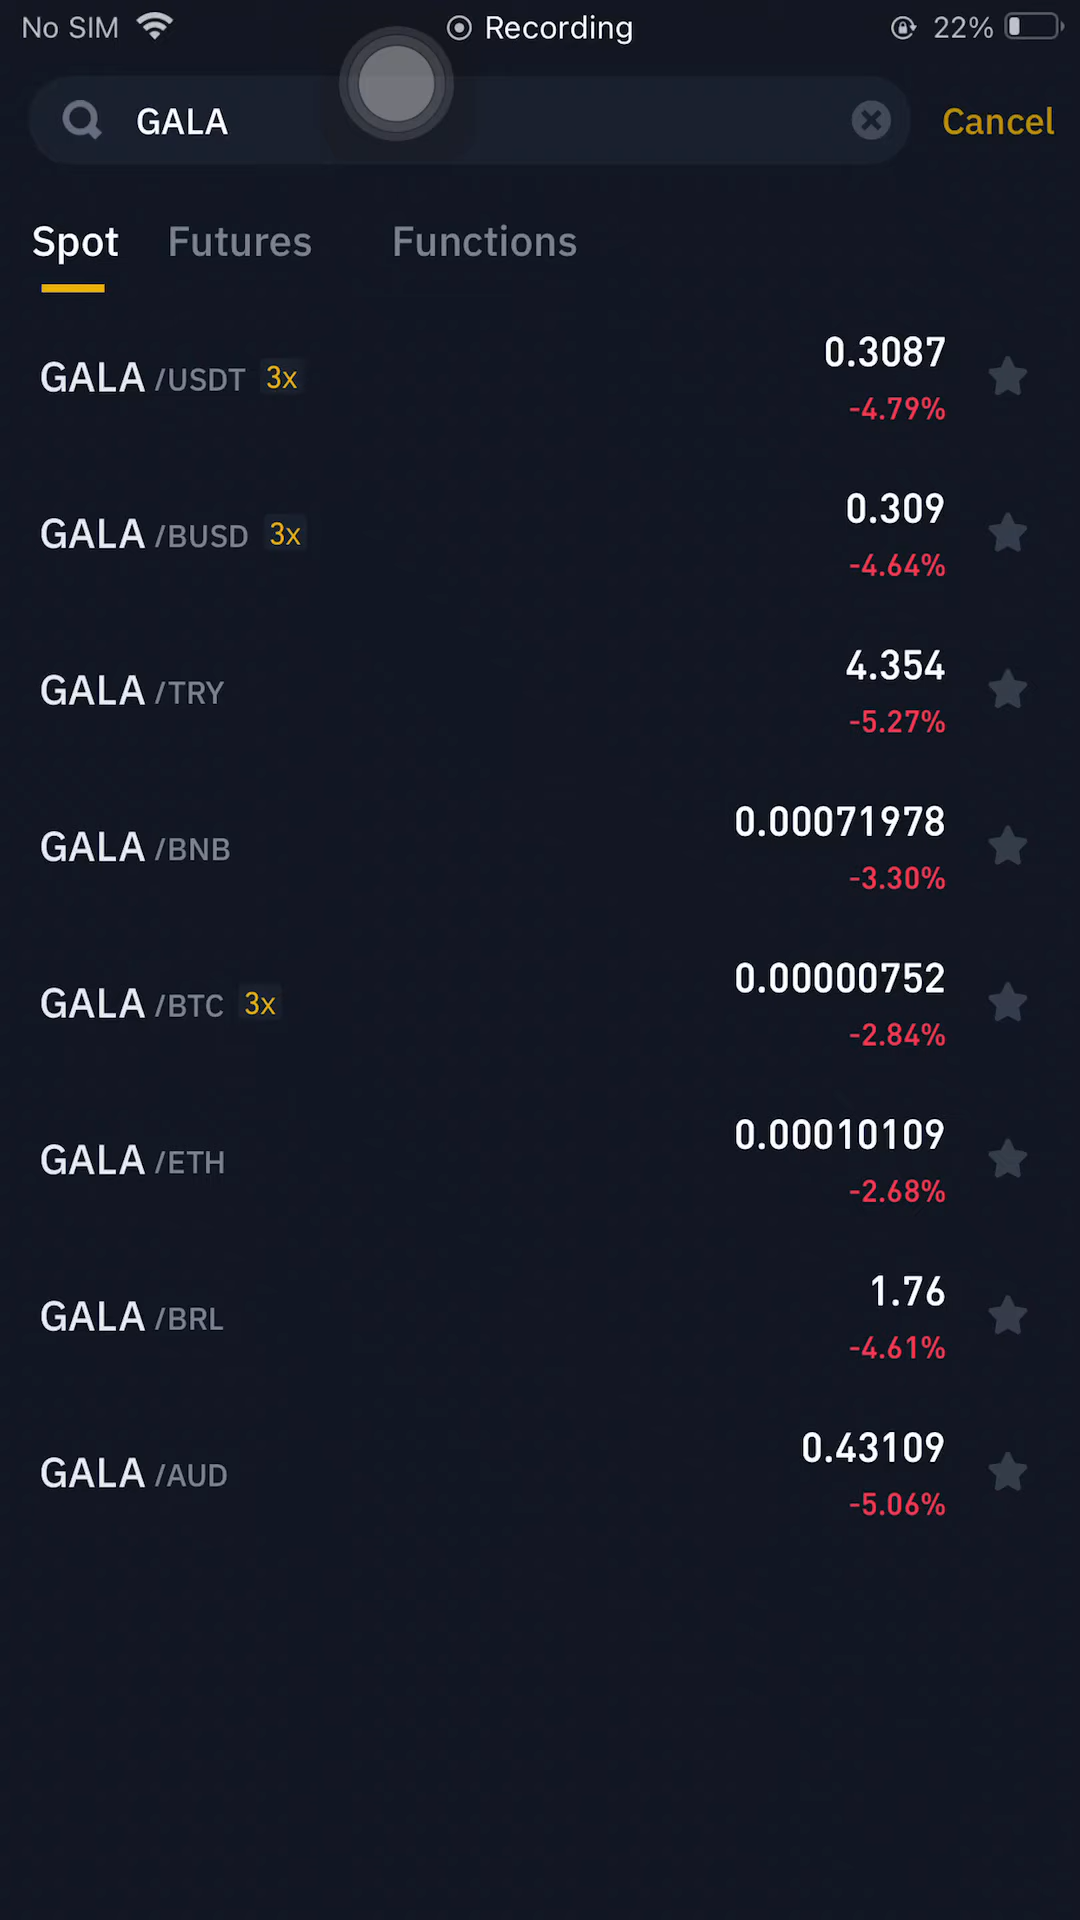 No SIM Recording 22%
GALA Cancel
Spot Futures Functions
GALA /USDT 3x 0.3087
-4.79%
GALA /BUSD 3x 0.309
-4.64%
GALA /TRY 4.354
-5.27%
GALA /BNB 0.00071978
-3.30%
GALA /BTC 3x 0.00000752
-2.84%
GALA /ETH 0.00010109
-2.68%
GALA /BRL 1.76
-4.61%
GALA /AUD 0.43109
-5.06%